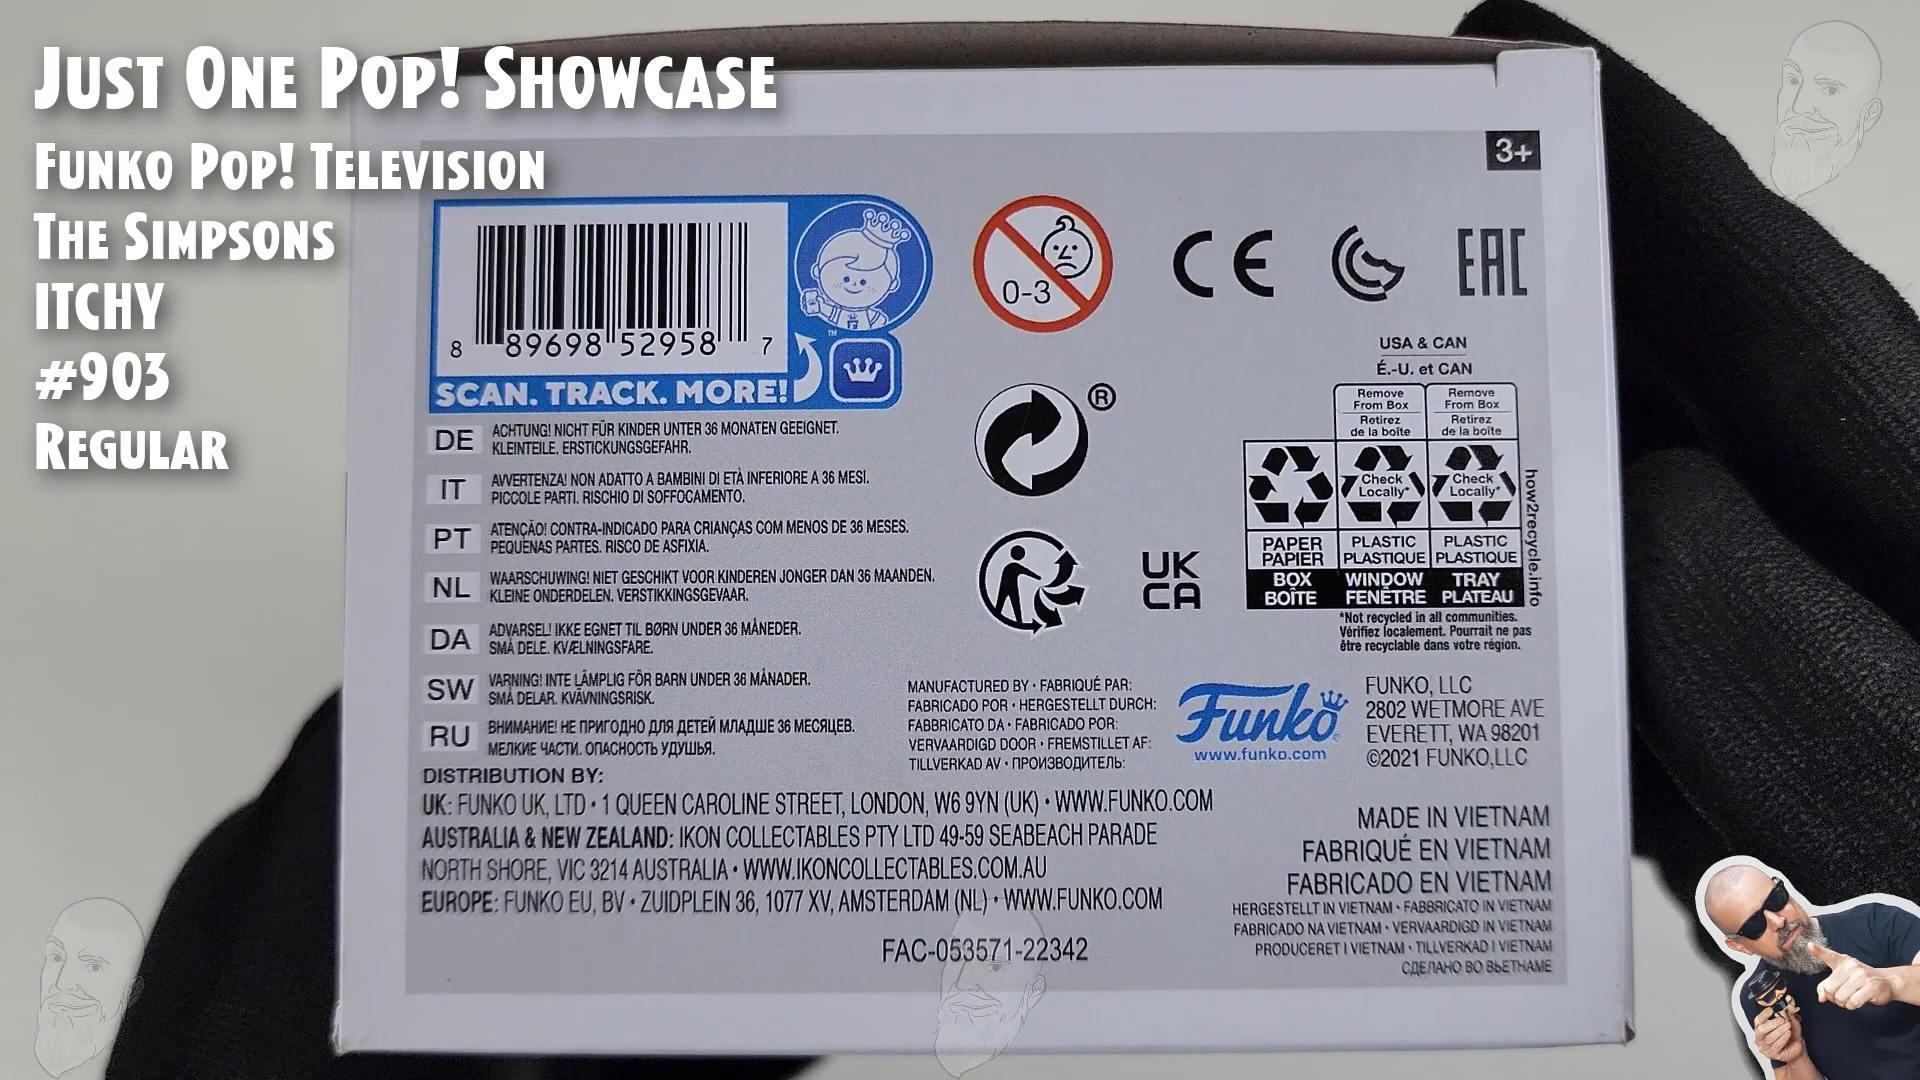 Just One Pop! Showcase
Funko Pop! Television
The Simpsons
ITCHY
#903
Regular
3+
8 89698 52958 7
SCAN. TRACK. MORE!
™
0-3
CE
EAC
®
UK
CA
USA & CAN
É.-U. et CAN
Remove From Box Retirez de la boîte
Remove From Box Retirez de la boîte
Check Locally*
Check Locally*
PAPER PAPIER
PLASTIC PLASTIQUE
PLASTIC PLASTIQUE
BOX BOÎTE
WINDOW FENÊTRE
TRAY PLATEAU
how2recycle.info
*Not recycled in all communities.
Vérifiez localement. Pourrait ne pas
être recyclable dans votre région.
DE ACHTUNG! NICHT FÜR KINDER UNTER 36 MONATEN GEEIGNET.
KLEINTEILE. ERSTICKUNGSGEFAHR.
IT AVVERTENZA! NON ADATTO A BAMBINI DI ETÀ INFERIORE A 36 MESI.
PICCOLE PARTI. RISCHIO DI SOFFOCAMENTO.
PT ATENÇÃO! CONTRA-INDICADO PARA CRIANÇAS COM MENOS DE 36 MESES.
PEQUENAS PARTES. RISCO DE ASFIXIA.
NL WAARSCHUWING! NIET GESCHIKT VOOR KINDEREN JONGER DAN 36 MAANDEN.
KLEINE ONDERDELEN. VERSTIKKINGSGEVAAR.
DA ADVARSEL! IKKE EGNET TIL BØRN UNDER 36 MÅNEDER.
SMÅ DELE. KVÆLNINGSFARE.
SW VARNING! INTE LÄMPLIG FÖR BARN UNDER 36 MÅNADER.
SMÅ DELAR. KVÄVNINGSRISK.
RU ВНИМАНИЕ! НЕ ПРИГОДНО ДЛЯ ДЕТЕЙ МЛАДШЕ 36 МЕСЯЦЕВ.
МЕЛКИЕ ЧАСТИ. ОПАСНОСТЬ УДУШЬЯ.
MANUFACTURED BY • FABRIQUÉ PAR:
FABRICADO POR • HERGESTELLT DURCH:
FABBRICATO DA • FABRICADO POR:
VERVAARDIGD DOOR • FREMSTILLET AF:
TILLVERKAD AV • ПРОИЗВОДИТЕЛЬ:
Funko
www.funko.com
FUNKO, LLC
2802 WETMORE AVE
EVERETT, WA 98201
©2021 FUNKO,LLC
DISTRIBUTION BY:
UK: FUNKO UK, LTD • 1 QUEEN CAROLINE STREET, LONDON, W6 9YN (UK) • WWW.FUNKO.COM
AUSTRALIA & NEW ZEALAND: IKON COLLECTABLES PTY LTD 49-59 SEABEACH PARADE
NORTH SHORE, VIC 3214 AUSTRALIA • WWW.IKONCOLLECTABLES.COM.AU
EUROPE: FUNKO EU, BV • ZUIDPLEIN 36, 1077 XV, AMSTERDAM (NL) • WWW.FUNKO.COM
FAC-053571-22342
MADE IN VIETNAM
FABRIQUÉ EN VIETNAM
FABRICADO EN VIETNAM
HERGESTELLT IN VIETNAM • FABBRICATO IN VIETNAM
FABRICADO NA VIETNAM • VERVAARDIGD IN VIETNAM
PRODUCERET I VIETNAM • TILLVERKAD I VIETNAM
СДЕЛАНО ВО ВЬЕТНАМЕ